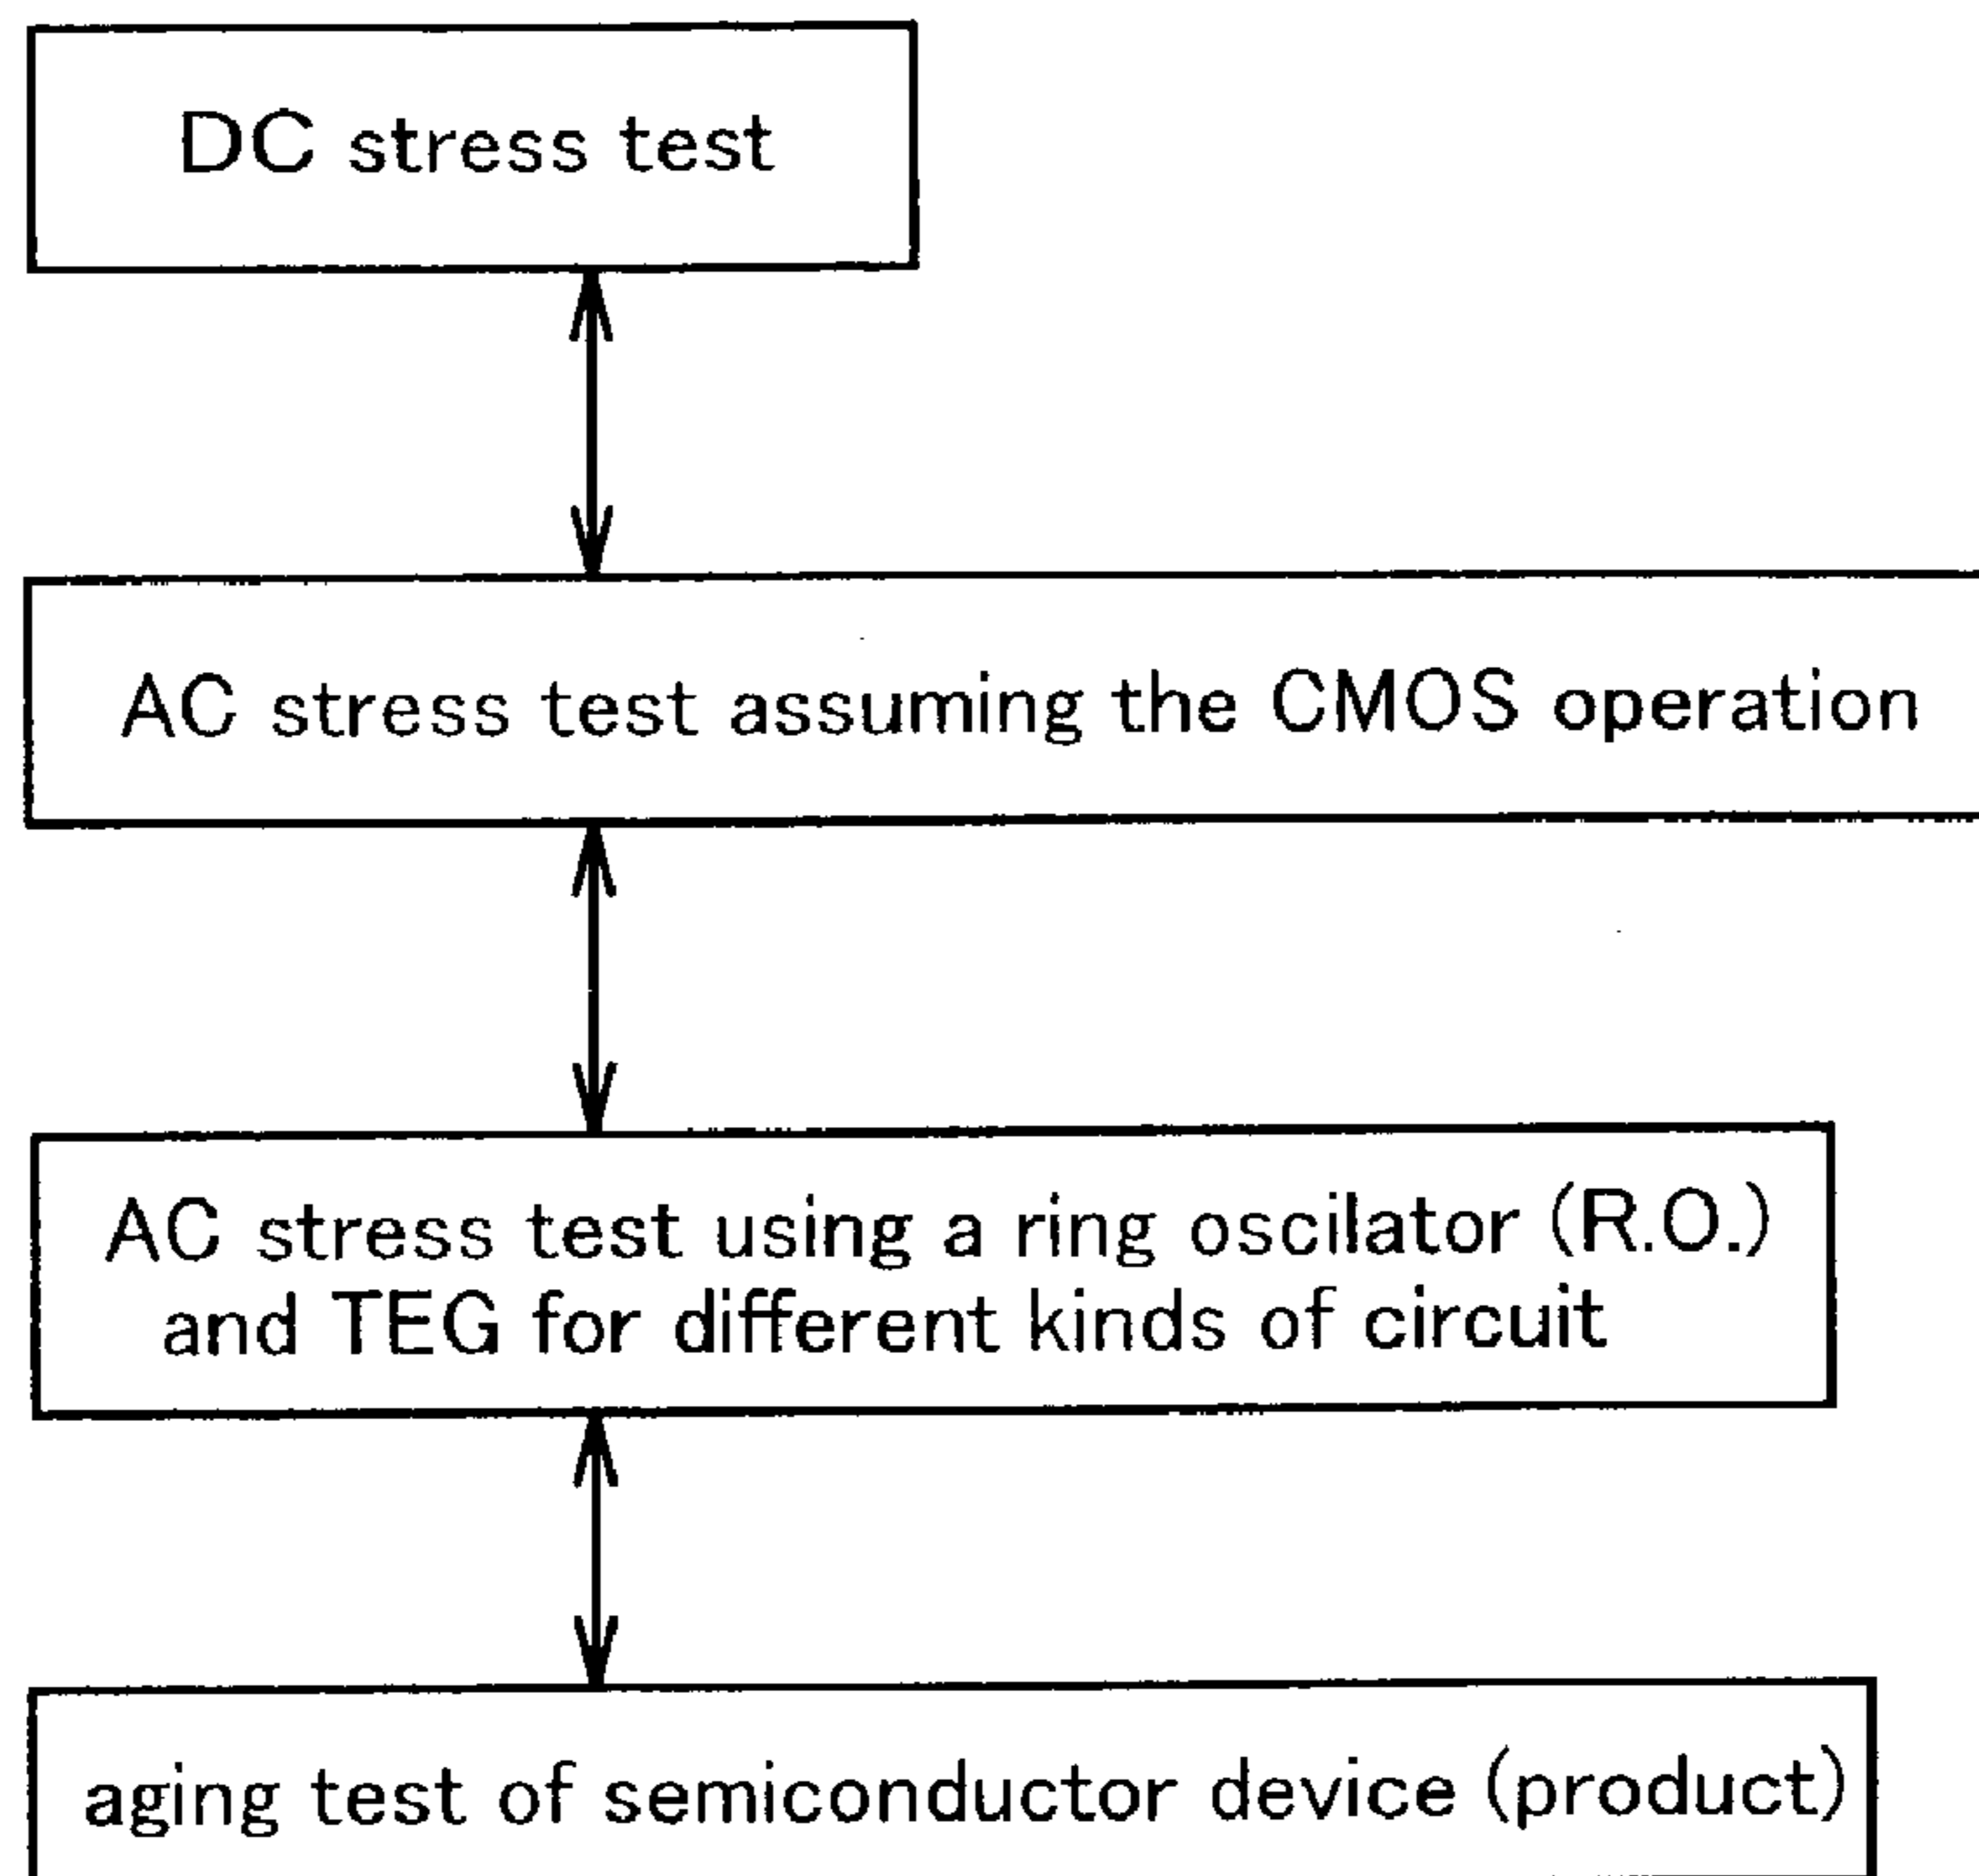 DC stress test
AC stress test assuming the CMOS operation
AC stress test using a ring oscilator (R.O.)
and TEG for different kinds of circuit
aging test of semiconductor device (product)